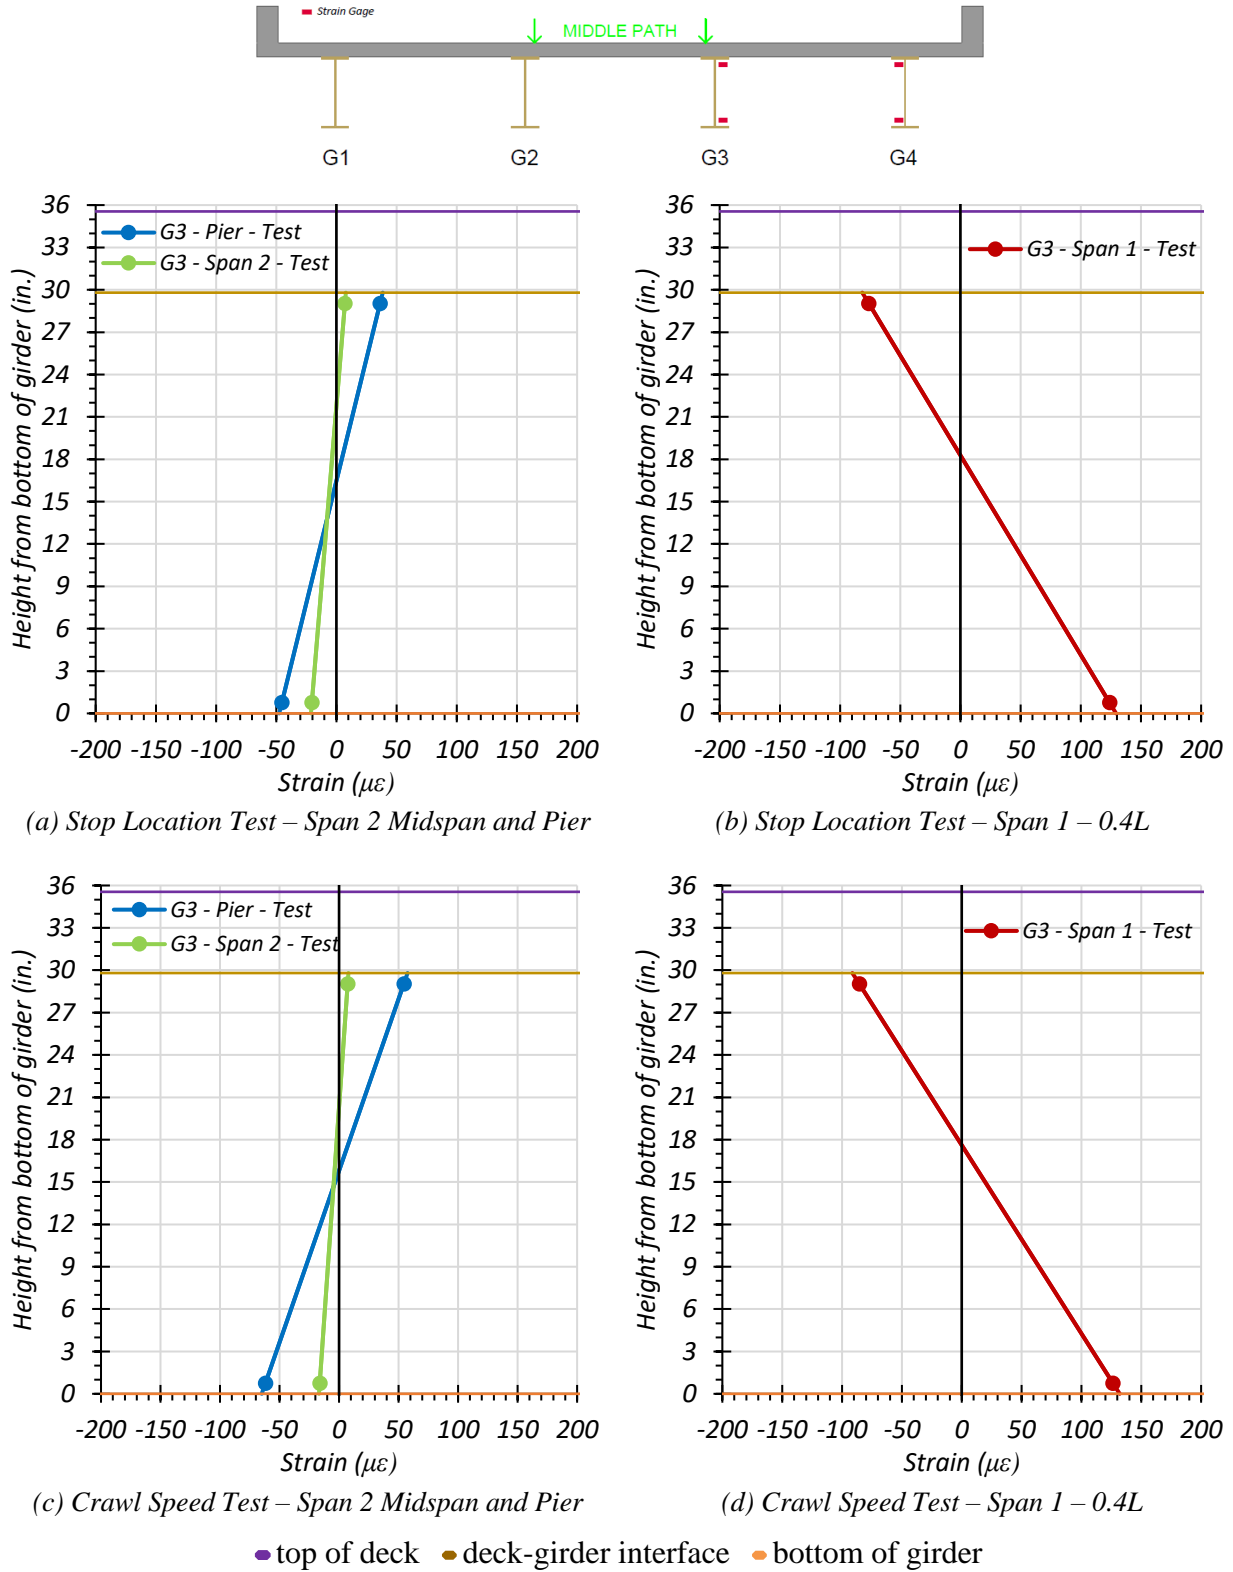 Strain Gage
MIDDLE PATH
G1 G2 G3 G4
G3 - Pier - Test
G3 - Span 2 - Test
Height from bottom of girder (in.)
36
33
30
27
24
21
18
15
12
9
6
3
0
-200 -150 -100 -50 0 50 100 150 200
Strain (με)
(a) Stop Location Test – Span 2 Midspan and Pier
G3 - Span 1 - Test
Height from bottom of girder (in.)
36
33
30
27
24
21
18
15
12
9
6
3
0
-200 -150 -100 -50 0 50 100 150 200
Strain (με)
(b) Stop Location Test – Span 1 – 0.4L
G3 - Pier - Test
G3 - Span 2 - Test
Height from bottom of girder (in.)
36
33
30
27
24
21
18
15
12
9
6
3
0
-200 -150 -100 -50 0 50 100 150 200
Strain (με)
(c) Crawl Speed Test – Span 2 Midspan and Pier
G3 - Span 1 - Test
Height from bottom of girder (in.)
36
33
30
27
24
21
18
15
12
9
6
3
0
-200 -150 -100 -50 0 50 100 150 200
Strain (με)
(d) Crawl Speed Test – Span 1 – 0.4L
top of deck deck-girder interface bottom of girder